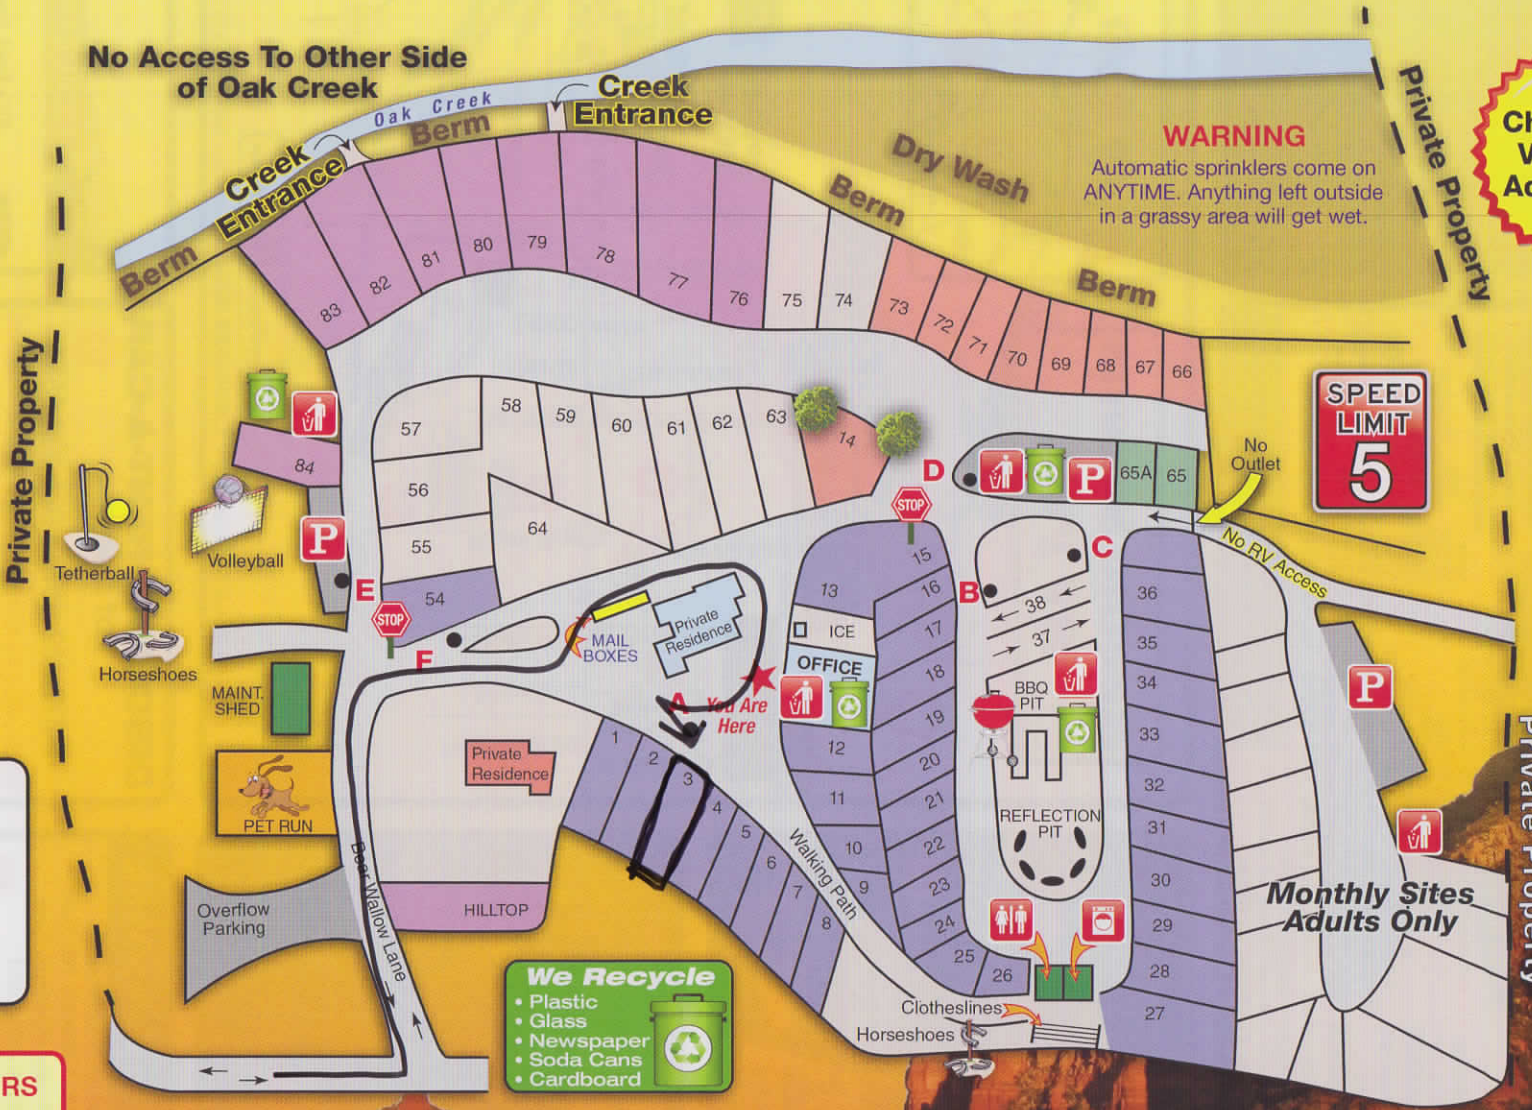 No Access To Other Side
of Oak Creek
Oak Creek
Creek
Entrance
Berm
Creek
Entrance
Berm
Dry Wash
Berm
Berm
WARNING
Automatic sprinklers come on
ANYTIME. Anything left outside
in a grassy area will get wet.
Private Property
Private Property
Private Property
83
82
81
80
79
78
77
76
75
74
73
72
71
70
69
68
67
66
SPEED
LIMIT
5
No
Outlet
No RV Access
57
58
59
60
61
62
63
14
56
55
64
54
84
P
Volleyball
Tetherball
Horseshoes
E
STOP
F
D
STOP
P
65A
65
C
B
38
37
MAIL
BOXES
Private
Residence
A
You Are
Here
13
ICE
OFFICE
12
11
10
9
15
16
17
18
19
20
21
22
23
24
25
26
BBQ
PIT
REFLECTION
PIT
36
35
34
33
32
31
30
29
28
27
P
Monthly Sites
Adults Only
MAINT.
SHED
PET RUN
Private
Residence
1
2
3
4
5
6
7
8
Walking Path
HILLTOP
Overflow
Parking
Bear Wallow Lane
Clotheslines
Horseshoes
We Recycle
• Plastic
• Glass
• Newspaper
• Soda Cans
• Cardboard
RS